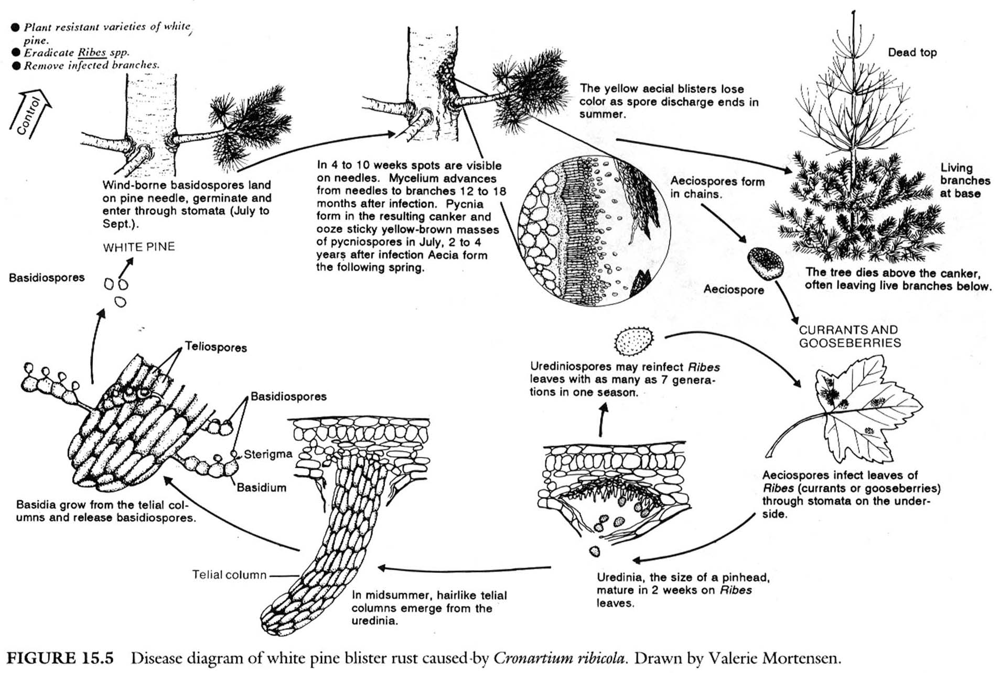 ● Plant resistant varieties of white
pine.
● Eradicate Ribes spp.
● Remove infected branches.
Control
Wind-borne basidospores land
on pine needle, germinate and
enter through stomata (July to
Sept.).
WHITE PINE
Basidiospores
In 4 to 10 weeks spots are visible
on needles. Mycelium advances
from needles to branches 12 to 18
months after infection. Pycnia
form in the resulting canker and
ooze sticky yellow-brown masses
of pycniospores in July, 2 to 4
years after infection Aecia form
the following spring.
The yellow aecial blisters lose
color as spore discharge ends in
summer.
Dead top
Living
branches
at base
The tree dies above the canker,
often leaving live branches below.
Aeciospores form
in chains.
Aeciospore
CURRANTS AND
GOOSEBERRIES
Urediniospores may reinfect Ribes
leaves with as many as 7 genera-
tions in one season.
Aeciospores infect leaves of
Ribes (currants or gooseberries)
through stomata on the under-
side.
Uredinia, the size of a pinhead,
mature in 2 weeks on Ribes
leaves.
Telial column
In midsummer, hairlike telial
columns emerge from the
uredinia.
Teliospores
Basidiospores
Sterigma
Basidium
Basidia grow from the telial col-
umns and release basidiospores.
FIGURE 15.5 Disease diagram of white pine blister rust caused by Cronartium ribicola. Drawn by Valerie Mortensen.